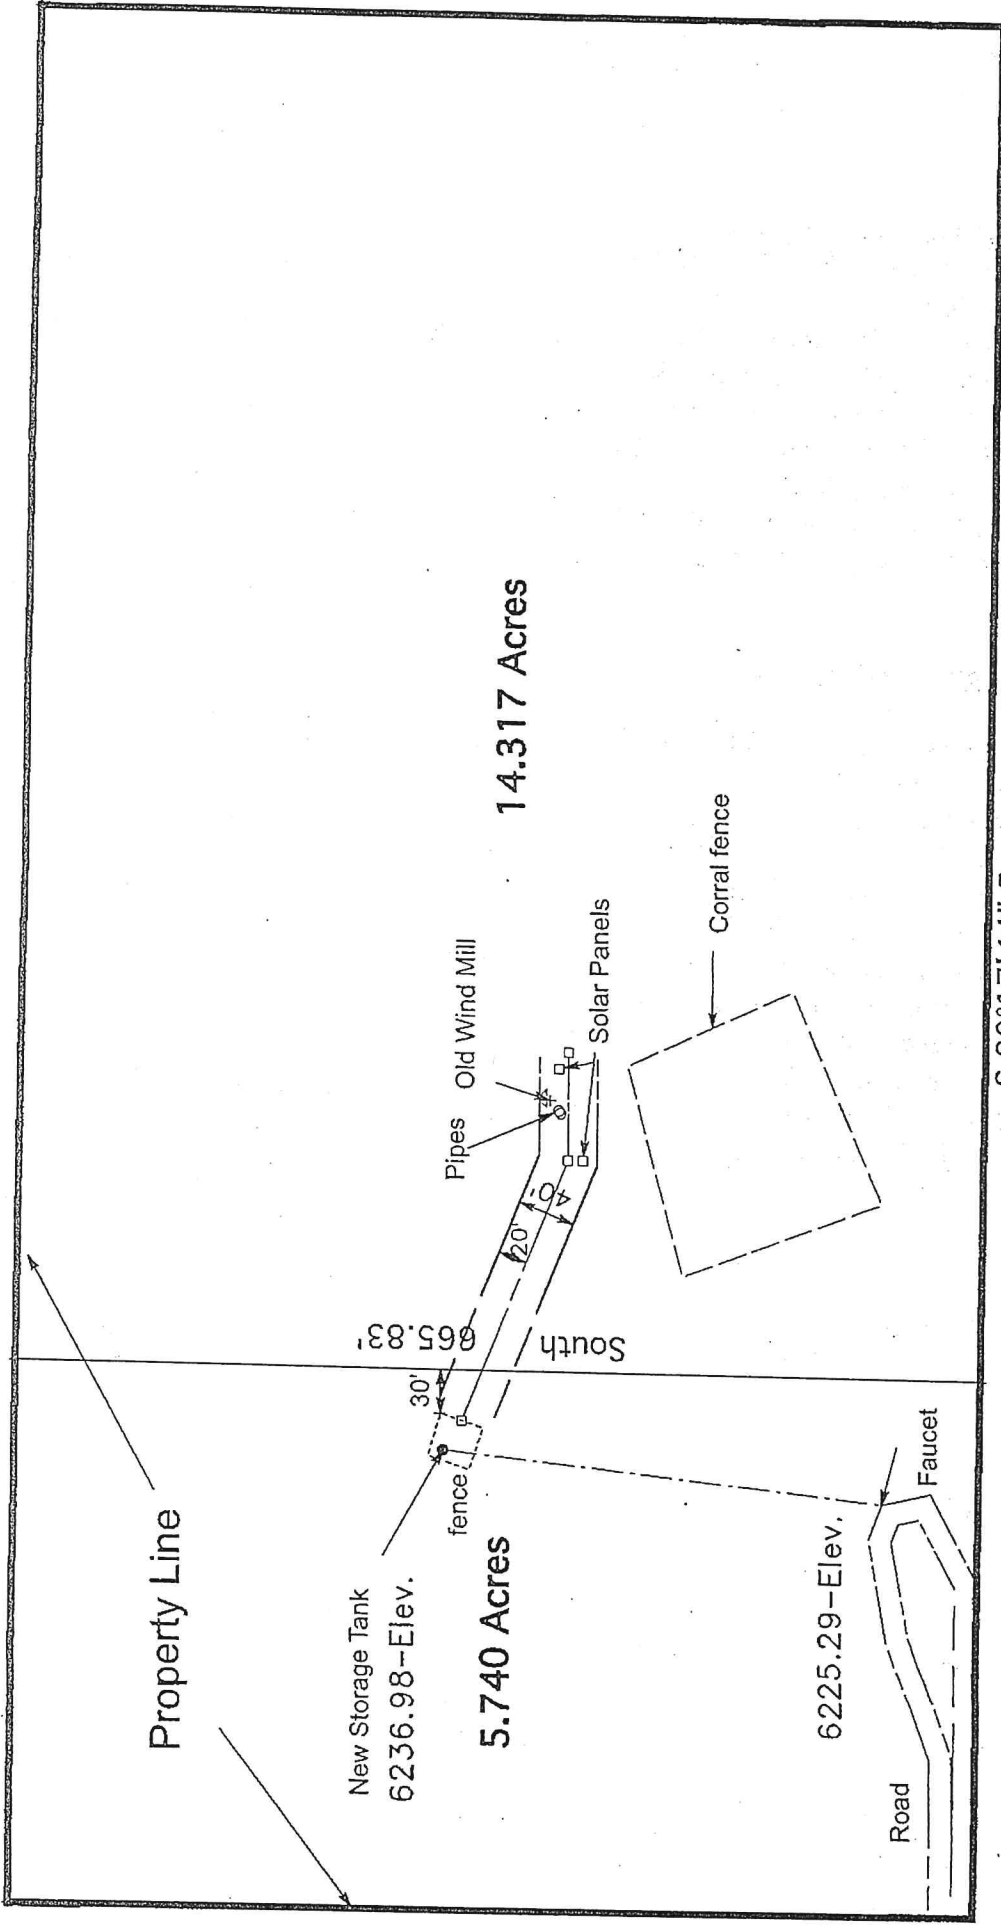 Property Line
New Storage Tank
6236.98-Elev.
fence
5.740 Acres
6225.29-Elev.
Road
Faucet
30'
South
665.83'
20'
40'
Pipes
Old Wind Mill
Solar Panels
Corral fence
14.317 Acres